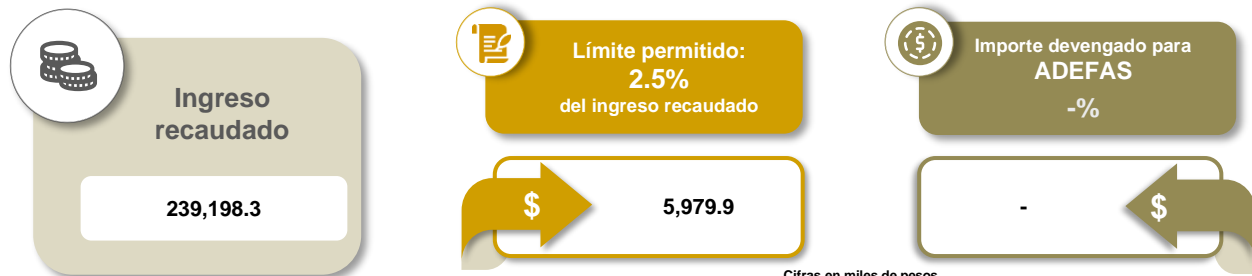 Ingreso
recaudado
239,198.3
Límite permitido:
2.5%
del ingreso recaudado
$
5,979.9
Importe devengado para
ADEFAS
-%
-
$
Cifras en miles de pesos